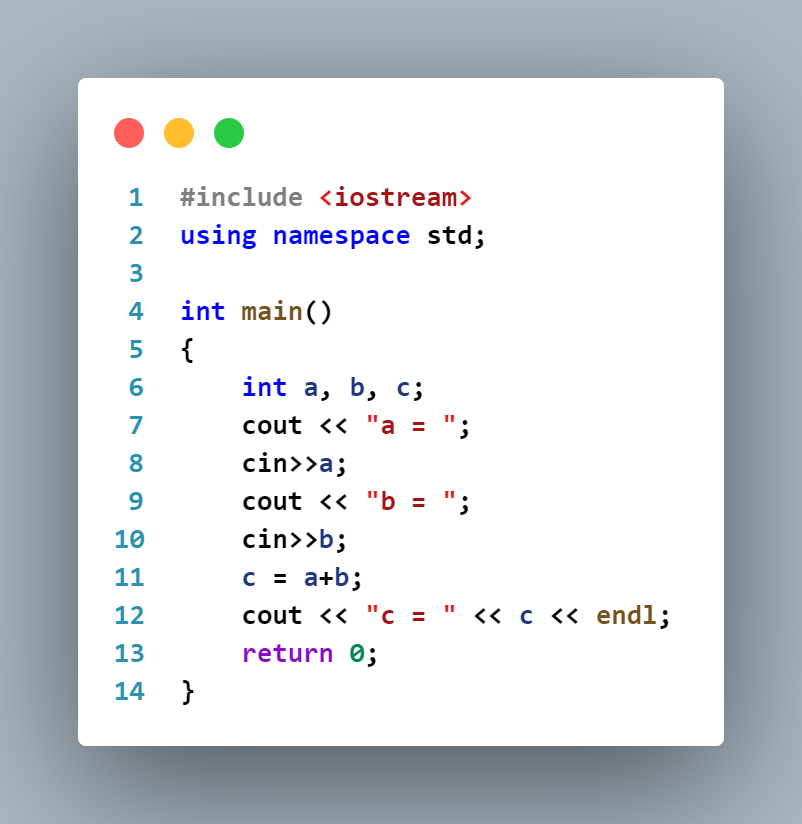 1 #include <iostream>
2 using namespace std;
3
4 int main()
5 {
6     int a, b, c;
7     cout << "a = ";
8     cin>>a;
9     cout << "b = ";
10     cin>>b;
11     c = a+b;
12     cout << "c = " << c << endl;
13     return 0;
14 }